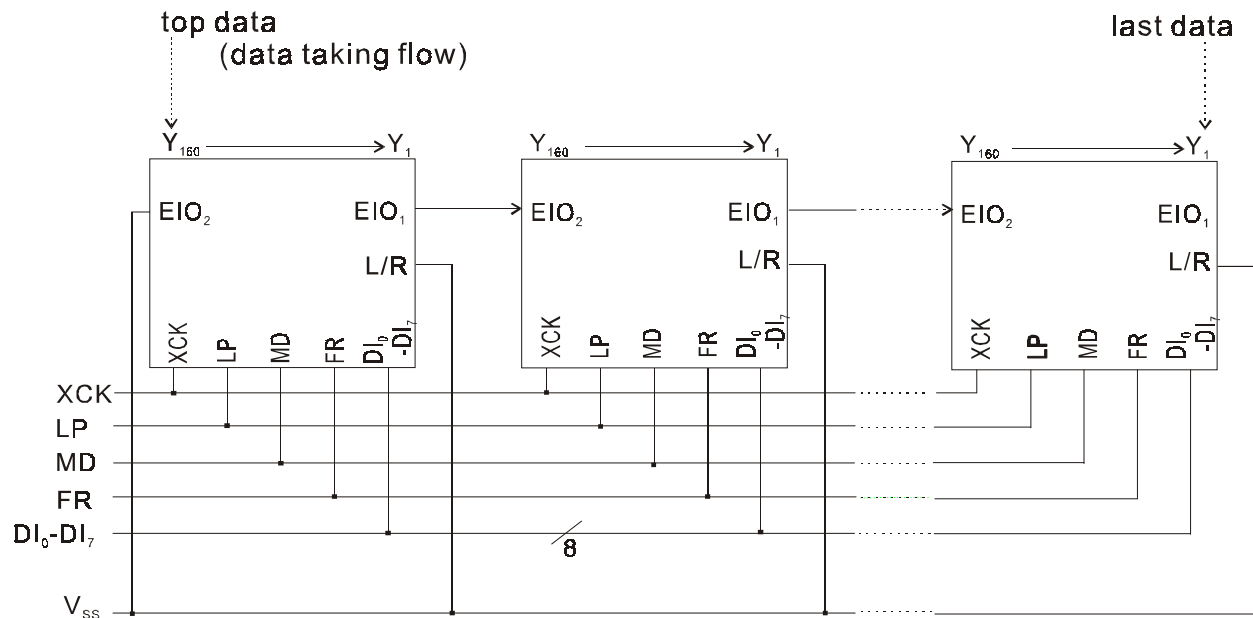 top data
(data taking flow)
last data
Y₁₆₀ Y₁ Y₁₆₀ Y₁ Y₁₆₀ Y₁
EIO₂ EIO₁ EIO₂ EIO₁ EIO₂ EIO₁
L/R L/R L/R
XCK LP MD FR DI₀-DI₇ XCK LP MD FR DI₀-DI₇ XCK LP MD FR DI₀-DI₇
XCK
LP
MD
FR
DI₀-DI₇
8
Vss